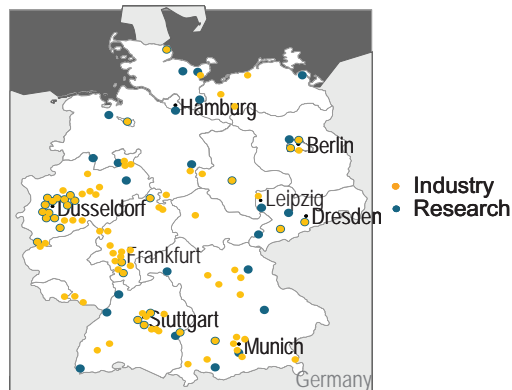 Hamburg
Berlin
Leipzig
Düsseldorf
Dresden
Industry
Research
Frankfurt
Stuttgart
Munich
Germany